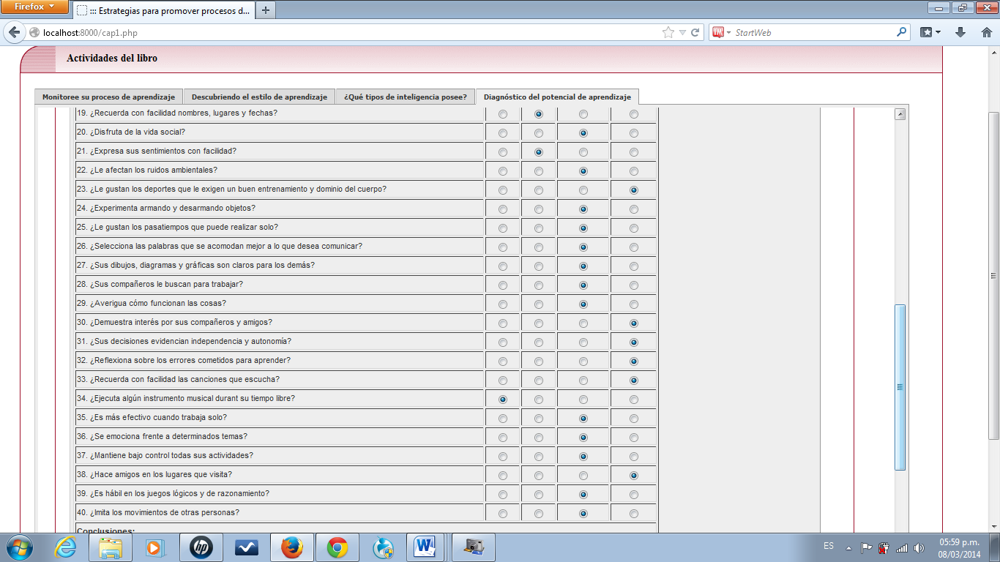 Firefox
::: Estrategias para promover procesos d...
localhost:8000/cap1.php
StartWeb
Actividades del libro
Monitoree su proceso de aprendizaje
Descubriendo el estilo de aprendizaje
¿Qué tipos de inteligencia posee?
Diagnóstico del potencial de aprendizaje
19. ¿Recuerda con facilidad nombres, lugares y fechas?
20. ¿Disfruta de la vida social?
21. ¿Expresa sus sentimientos con facilidad?
22. ¿Le afectan los ruidos ambientales?
23. ¿Le gustan los deportes que le exigen un buen entrenamiento y dominio del cuerpo?
24. ¿Experimenta armando y desarmando objetos?
25. ¿Le gustan los pasatiempos que puede realizar solo?
26. ¿Selecciona las palabras que se acomodan mejor a lo que desea comunicar?
27. ¿Sus dibujos, diagramas y gráficas son claros para los demás?
28. ¿Sus compañeros le buscan para trabajar?
29. ¿Averigua cómo funcionan las cosas?
30. ¿Demuestra interés por sus compañeros y amigos?
31. ¿Sus decisiones evidencian independencia y autonomía?
32. ¿Reflexiona sobre los errores cometidos para aprender?
33. ¿Recuerda con facilidad las canciones que escucha?
34. ¿Ejecuta algún instrumento musical durant su tiempo libre?
35. ¿Es más efectivo cuando trabaja solo?
36. ¿Se emociona frente a determinados temas?
37. ¿Mantiene bajo control todas sus actividades?
38. ¿Hace amigos en los lugares que visita?
39. ¿Es hábil en los juegos lógicos y de razonamiento?
40. ¿Imita los movimientos de otras personas?
Conclusiones:
ES
05:59 p.m.
08/03/2014